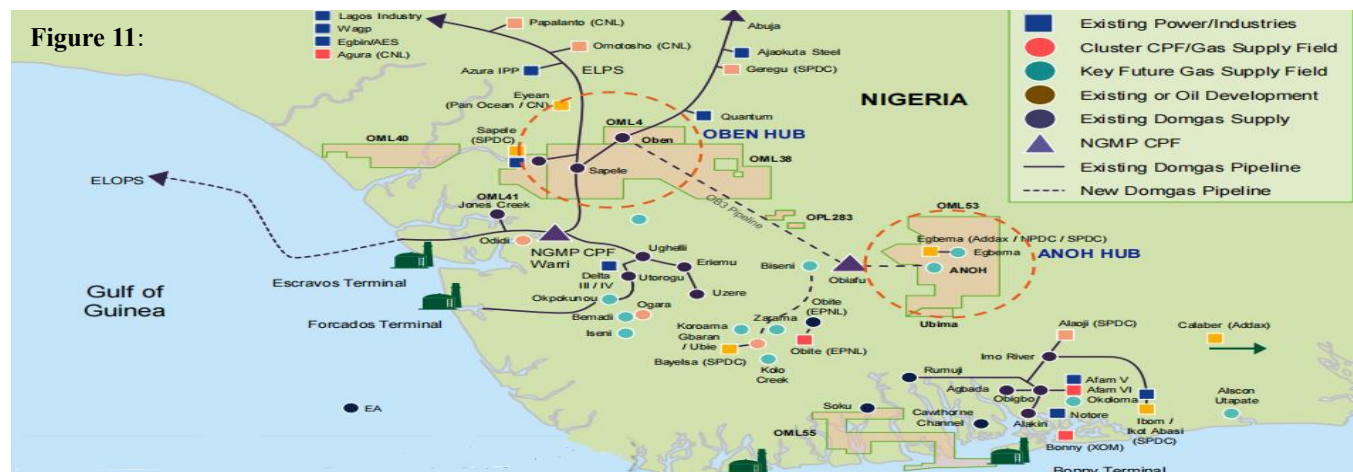 Figure 11:
Lagos Industry
Wagp
Egbin/AES
Agura (CNL)
Papalanto (CNL)
Omotosho (CNL)
Azura IPP
ELPS
Eyean
(Pan Ocean / CN)
Abuja
Ajaokuta Steel
Geregu (SPDC)
Quantum
NIGERIA
Existing Power/Industries
Cluster CPF/Gas Supply Field
Key Future Gas Supply Field
Existing or Oil Development
Existing Domgas Supply
NGMP CPF
Existing Domgas Pipeline
New Domgas Pipeline
OML40
Sapele
(SPDC)
OML4
Oben
OBEN HUB
OML38
Sapele
ELOPS
OML41
Jones Creek
Odidi
NGMP CPF
Warri
OB3 Pipeline
OPL283
OML53
Egbema (Addax / NPDC / SPDC)
Egbema
ANOH HUB
ANOH
Ubima
Obiafu
Biseni
Ughelli
Eriemu
Delta
III / IV
Utorogu
Uzere
Okpokunou
Ogara
Bemadi
Iseni
Escravos Terminal
Forcados Terminal
Gulf of
Guinea
Koroama
Gbaran
/ Ubie
Bayelsa (SPDC)
Zarama
Kolo
Creek
Obite
(EPNL)
Obite (EPNL)
Alaoji (SPDC)
Calaber (Addax)
Imo River
Rumuji
Agbada
Obigbo
Afam V
Afam VI
Okoloma
Alakiri
Notore
Ibom /
Ikot Abasi
(SPDC)
Alscon
Utapate
EA
Soku
Cawthorne
Channel
OML55
Bonny (XOM)
Bonny Terminal